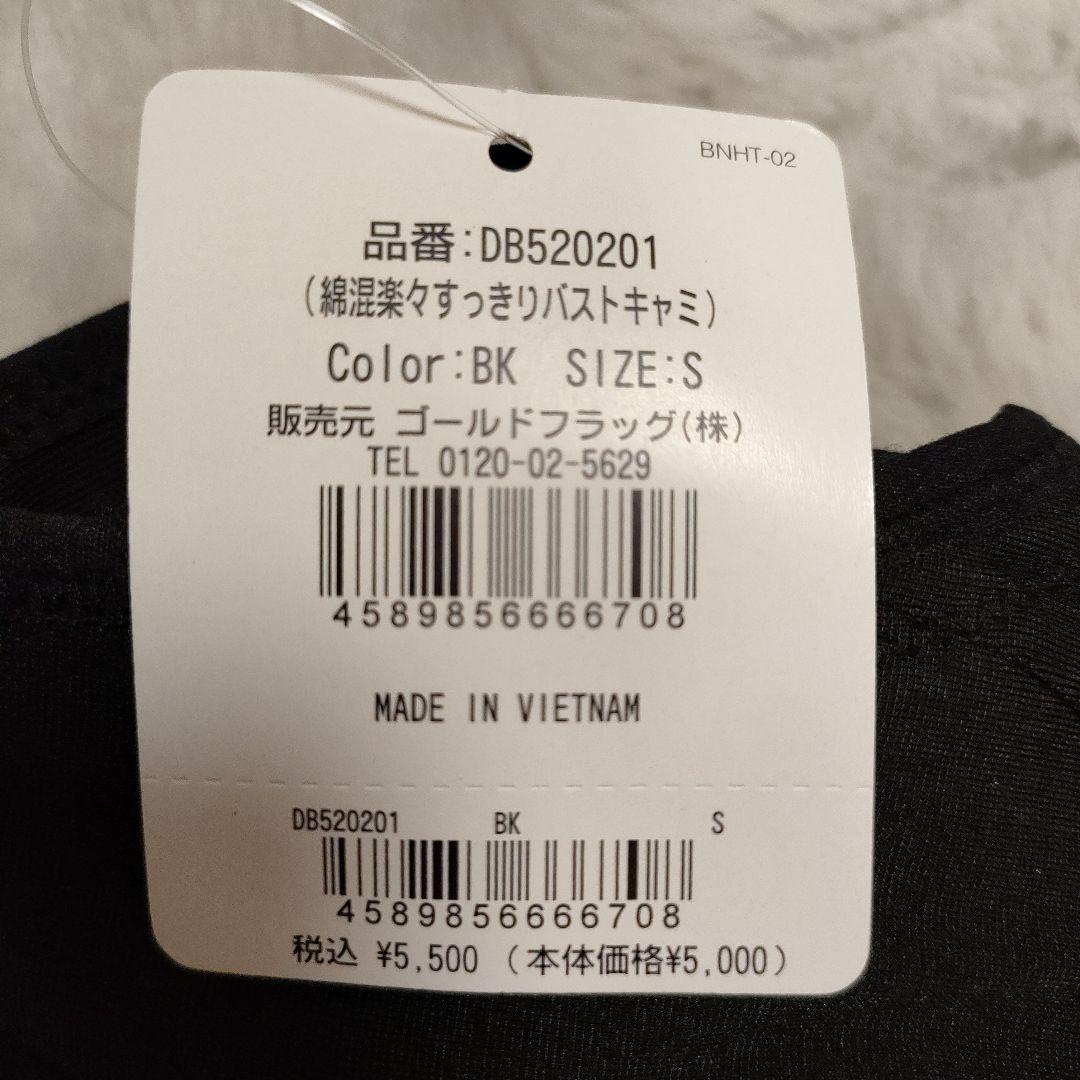 BNHT-02
品番:DB520201
(綿混楽々すっきりバストキャミ)
Color:BK SIZE:S
販売元 ゴールドフラッグ(株)
TEL 0120-02-5629
4589856666708
MADE IN VIETNAM
DB520201 BK S
4589856666708
税込 ¥5,500 (本体価格¥5,000)